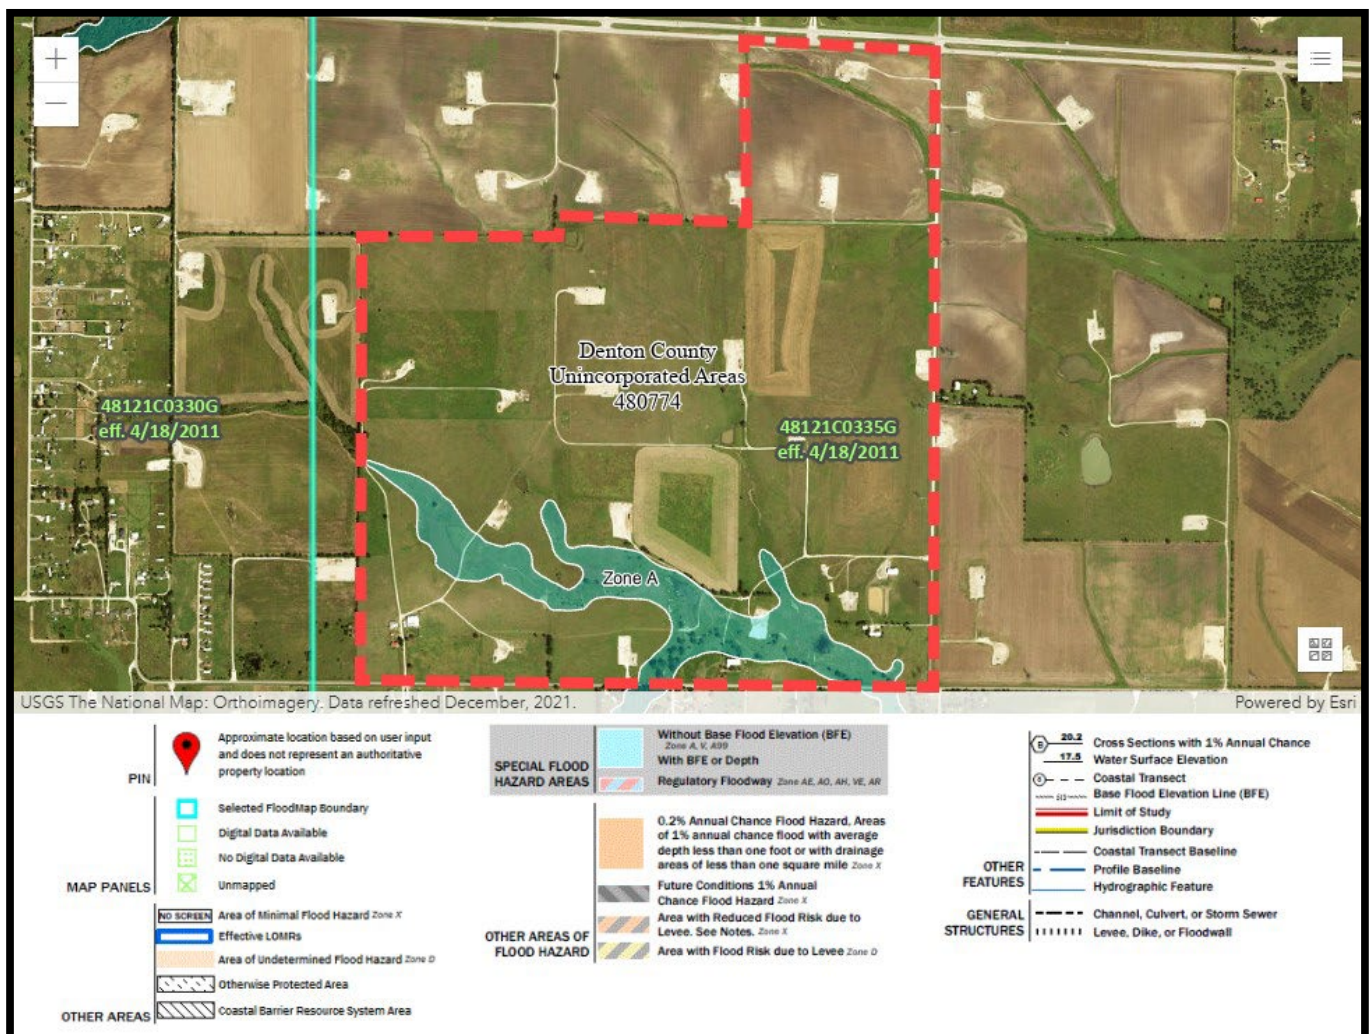 +
−
Denton County
Unincorporated Areas
480774
48121C0330G
eff. 4/18/2011
48121C0335G
eff. 4/18/2011
Zone A
USGS The National Map: Orthoimagery. Data refreshed December, 2021.
Powered by Esri
PIN
Approximate location based on user input
and does not represent an authoritative
property location
MAP PANELS
Selected FloodMap Boundary
Digital Data Available
No Digital Data Available
Unmapped
OTHER AREAS
NO SCREEN Area of Minimal Flood Hazard Zone X
Effective LOMRs
Area of Undetermined Flood Hazard Zone D
Otherwise Protected Area
Coastal Barrier Resource System Area
SPECIAL FLOOD
HAZARD AREAS
Without Base Flood Elevation (BFE)
Zone A, V, A99
With BFE or Depth
Regulatory Floodway Zone AE, AO, AH, VE, AR
OTHER AREAS OF
FLOOD HAZARD
0.2% Annual Chance Flood Hazard, Areas
of 1% annual chance flood with average
depth less than one foot or with drainage
areas of less than one square mile Zone X
Future Conditions 1% Annual
Chance Flood Hazard Zone X
Area with Reduced Flood Risk due to
Levee. See Notes. Zone X
Area with Flood Risk due to Levee Zone D
OTHER
FEATURES
B 20.2 Cross Sections with 1% Annual Chance
17.5 Water Surface Elevation
8 Coastal Transect
513 Base Flood Elevation Line (BFE)
Limit of Study
Jurisdiction Boundary
Coastal Transect Baseline
Profile Baseline
Hydrographic Feature
GENERAL
STRUCTURES
Channel, Culvert, or Storm Sewer
Levee, Dike, or Floodwall